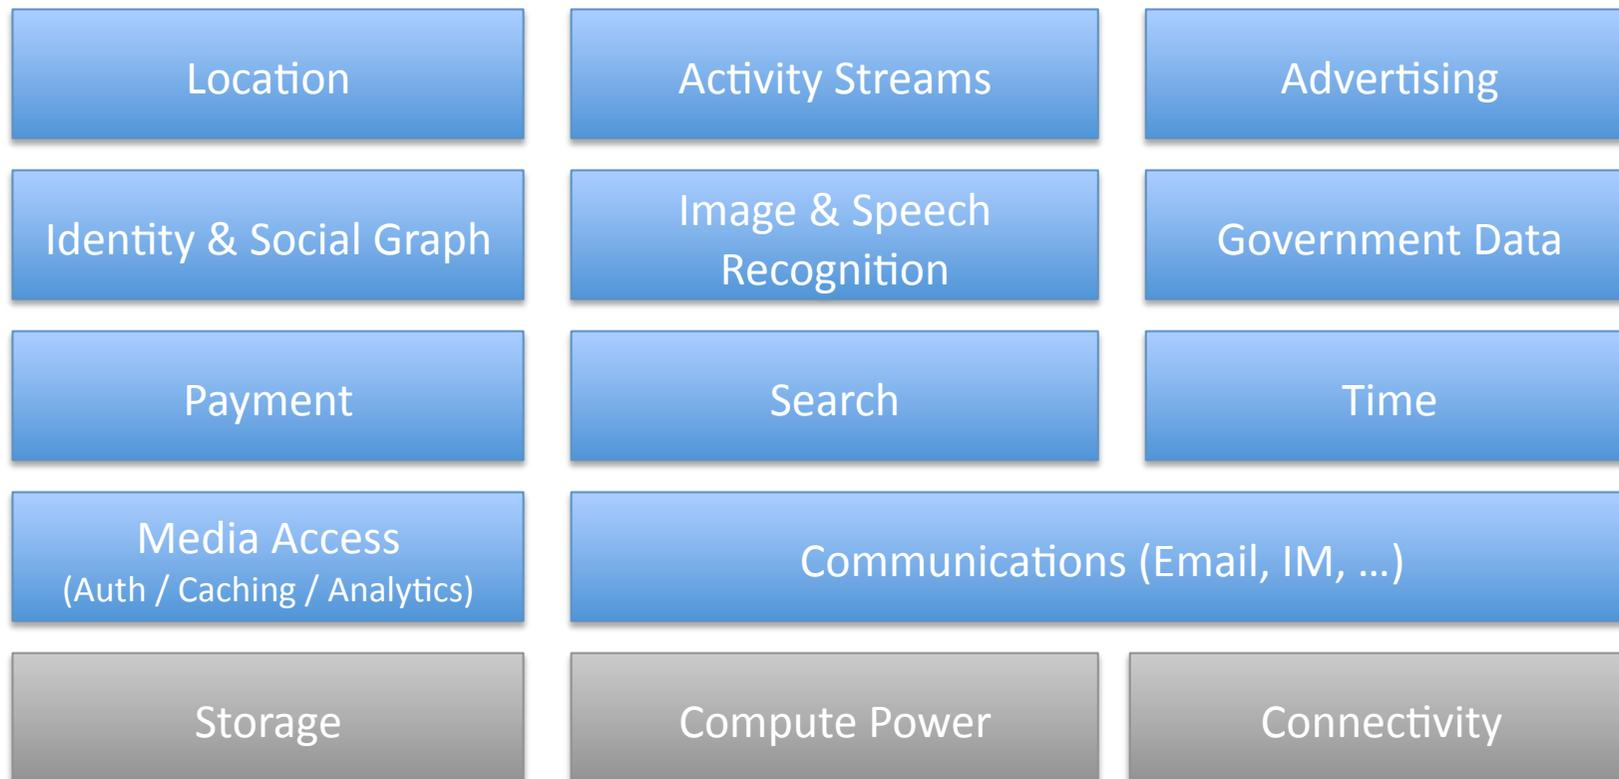 Location
Activity Streams
Advertising
Identity & Social Graph
Image & Speech
Recognition
Government Data
Payment
Search
Time
Media Access
(Auth / Caching / Analytics)
Communications (Email, IM, ...)
Storage
Compute Power
Connectivity